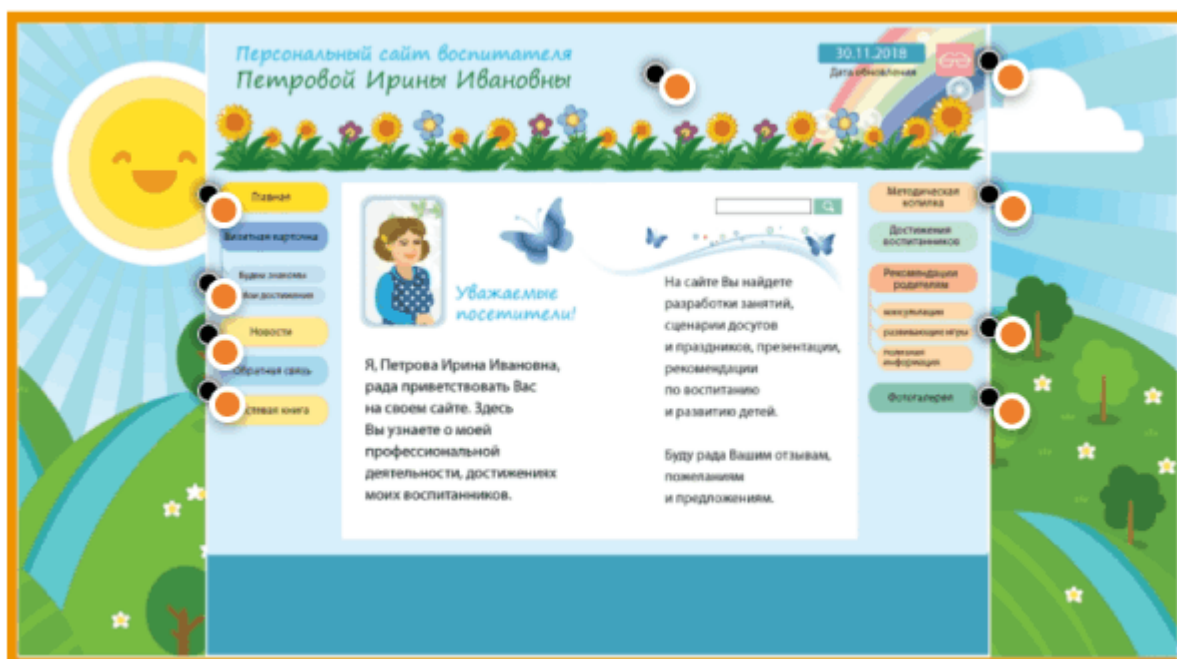 Персональный сайт воспитателя
Петровой Ирины Ивановны
30.11.2018
Дата обновления
Главная
Визитная карточка
Будем знакомы
Мои достижения
Новости
Обратная связь
Гостевая книга
Уважаемые
посетители!
Я, Петрова Ирина Ивановна,
рада приветствовать Вас
на своем сайте. Здесь
Вы узнаете о моей
профессиональной
деятельности, достижениях
моих воспитанников.
На сайте Вы найдете
разработки занятий,
сценарии досугов
и праздников, презентации,
рекомендации
по воспитанию
и развитию детей.
Буду рада Вашим отзывам,
пожеланиям
и предложениям.
Методическая
копилка
Достижения
воспитанников
Рекомендации
родителям
консультации
развивающие игры
полезная
информация
Фотогалерея